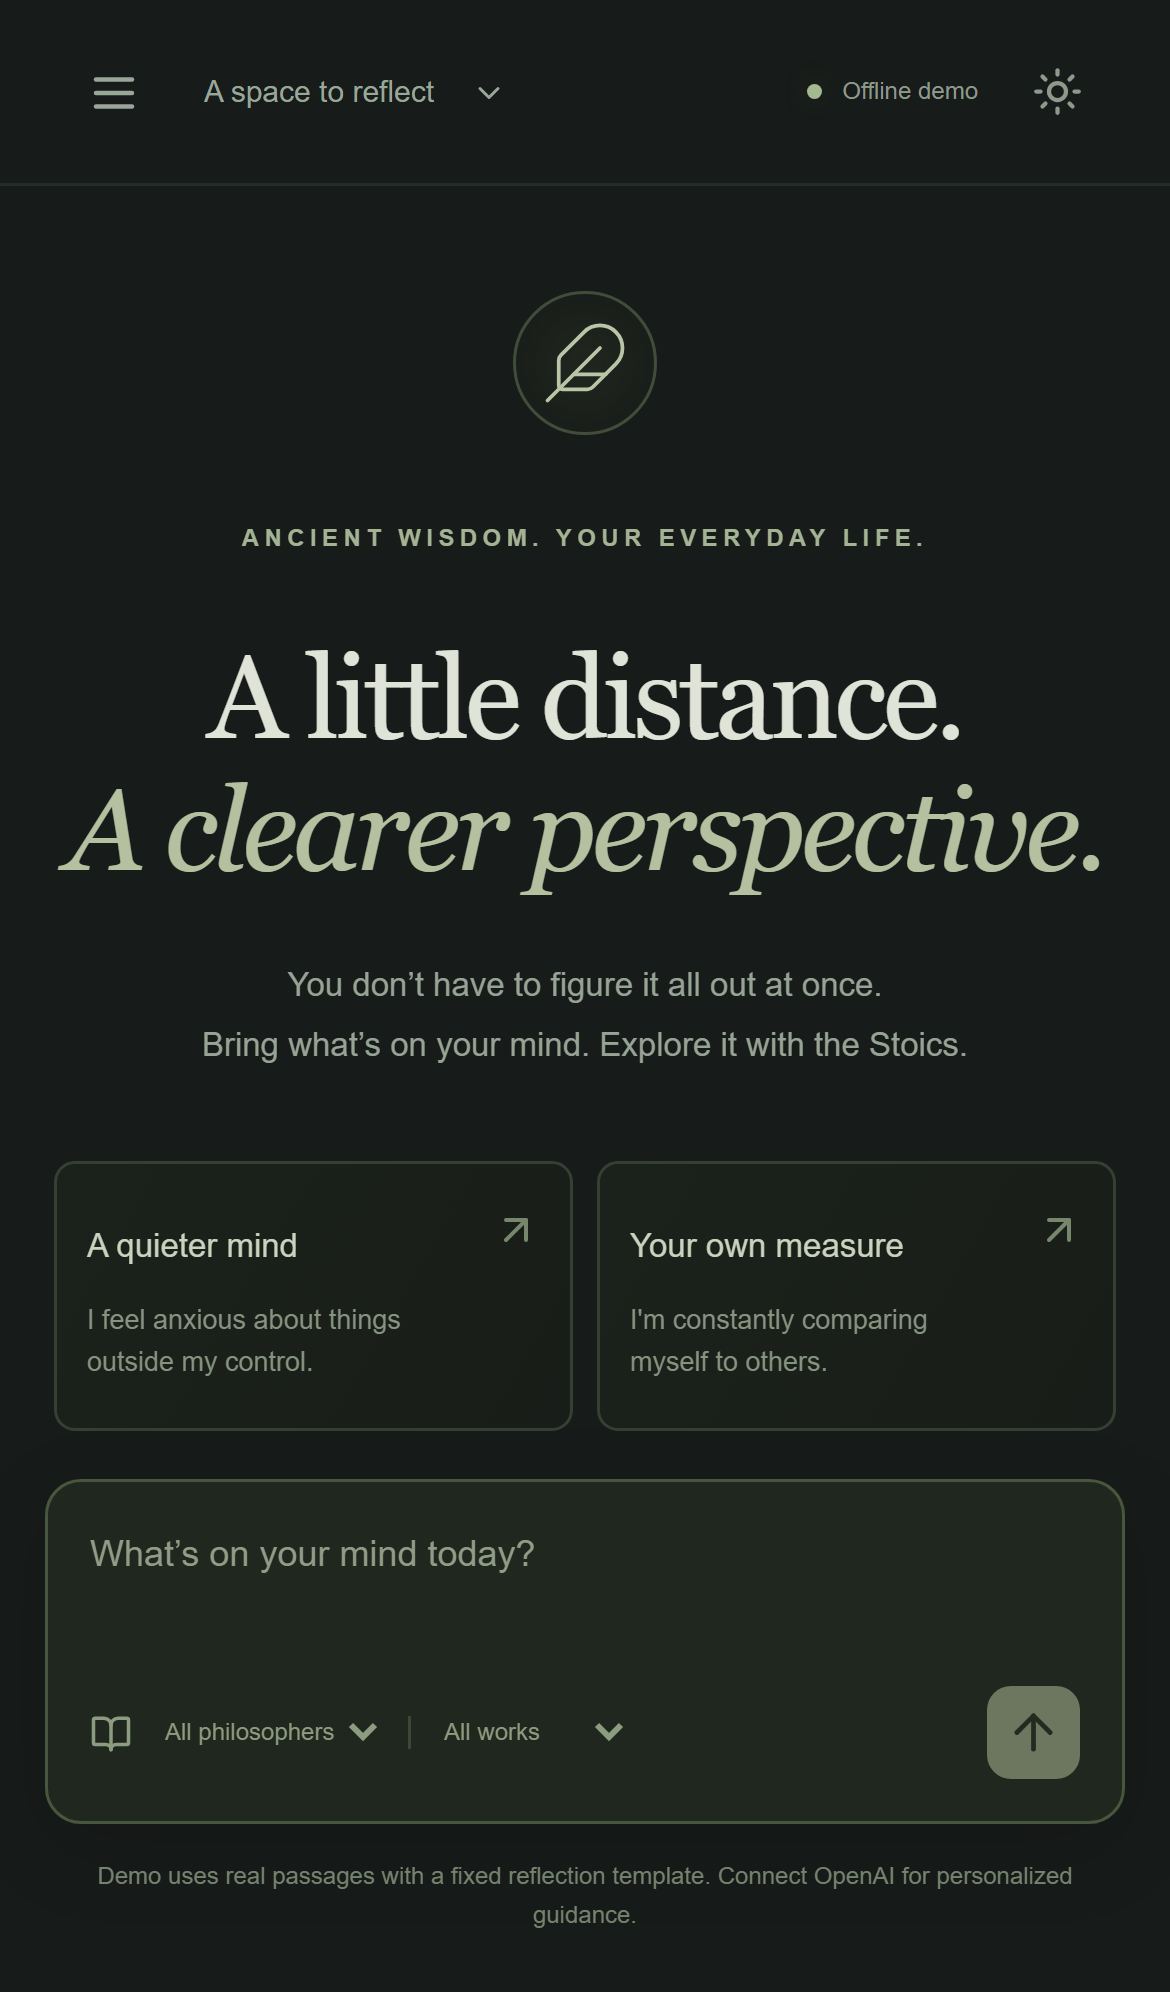 A space to reflect
Offline demo
ANCIENT WISDOM. YOUR EVERYDAY LIFE.
A little distance.
A clearer perspective.
You don’t have to figure it all out at once.
Bring what’s on your mind. Explore it with the Stoics.
A quieter mind
I feel anxious about things
outside my control.
Your own measure
I'm constantly comparing
myself to others.
What’s on your mind today?
All philosophers
All works
Demo uses real passages with a fixed reflection template. Connect OpenAI for personalized
guidance.